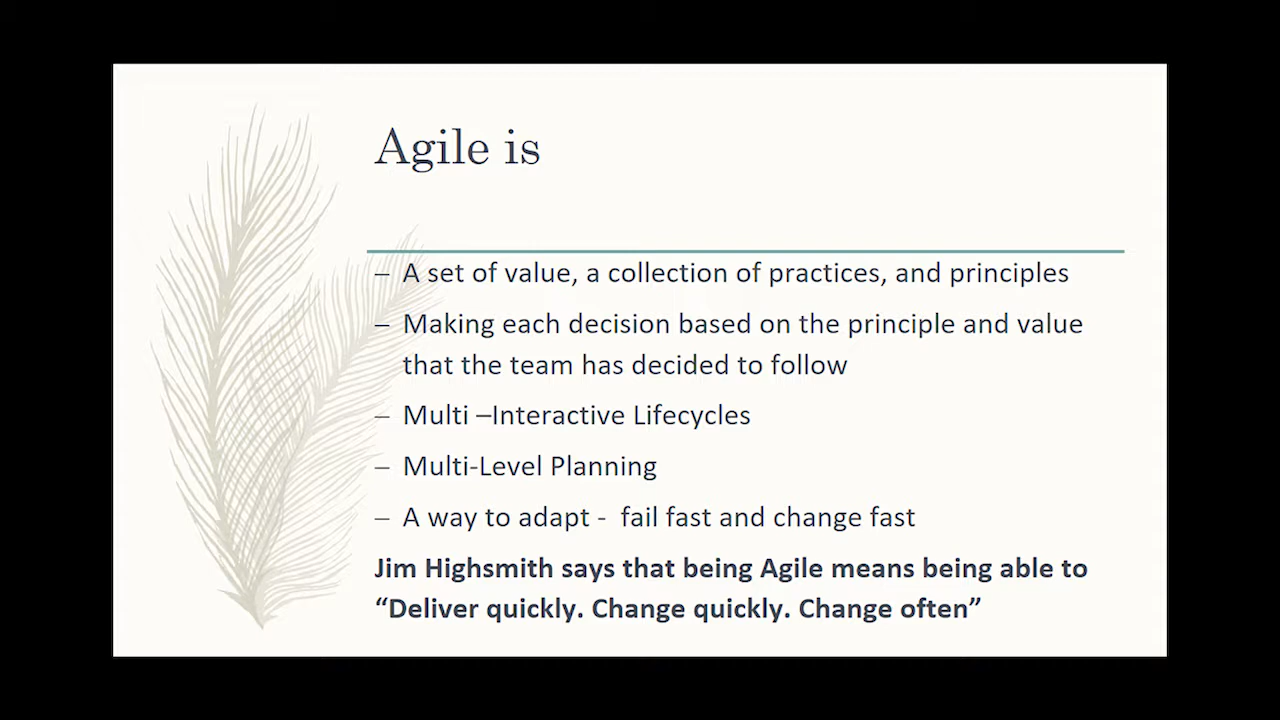 Agile is
– A set of value, a collection of practices, and principles
– Making each decision based on the principle and value
that the team has decided to follow
– Multi –Interactive Lifecycles
– Multi-Level Planning
– A way to adapt -  fail fast and change fast
Jim Highsmith says that being Agile means being able to
“Deliver quickly. Change quickly. Change often”